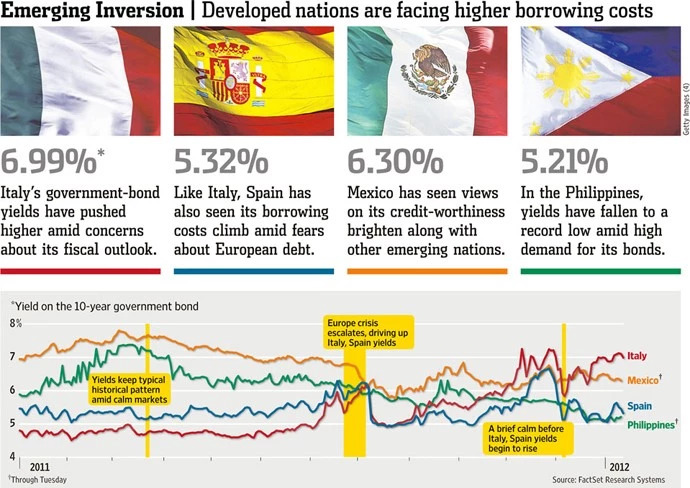 Emerging Inversion | Developed nations are facing higher borrowing costs
Getty Images (4)
6.99%*
Italy's government-bond
yields have pushed
higher amid concerns
about its fiscal outlook.
5.32%
Like Italy, Spain has
also seen its borrowing
costs climb amid fears
about European debt.
6.30%
Mexico has seen views
on its credit-worthiness
brighten along with
other emerging nations.
5.21%
In the Philippines,
yields have fallen to a
record low amid high
demand for its bonds.
*Yield on the 10-year government bond
8%
7
6
5
4
Yields keep typical
historical pattern
amid calm markets
Europe crisis
escalates, driving up
Italy, Spain yields
A brief calm before
Italy, Spain yields
begin to rise
Italy
Mexico†
Spain
Philippines†
2011
2012
†Through Tuesday
Source: FactSet Research Systems